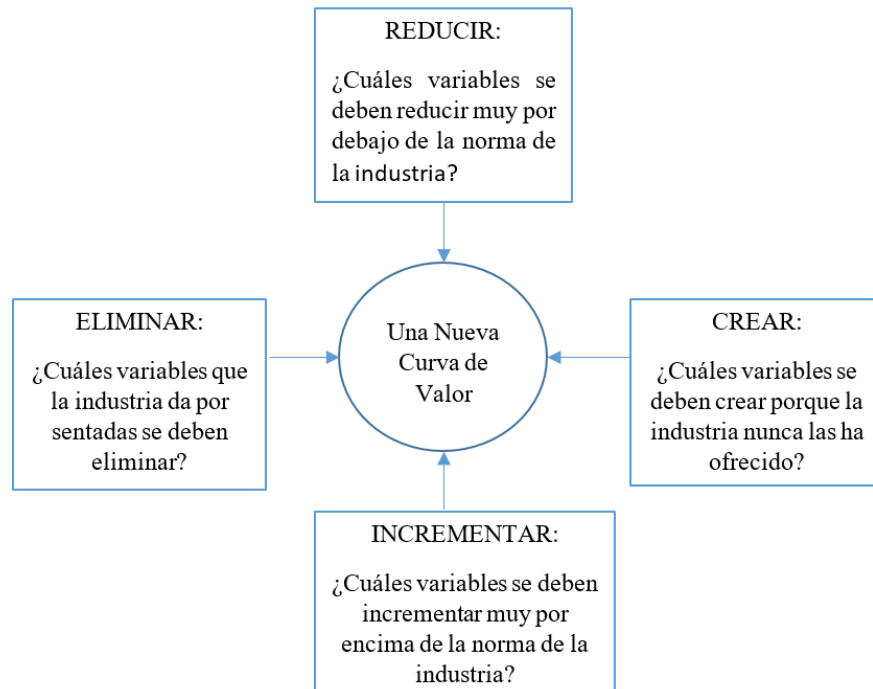 REDUCIR:
¿Cuáles variables se
deben reducir muy por
debajo de la norma de
la industria?
ELIMINAR:
¿Cuáles variables que
la industria da por
sentadas se deben
eliminar?
Una Nueva
Curva de
Valor
CREAR:
¿Cuáles variables se
deben crear porque la
industria nunca las ha
ofrecido?
INCREMENTAR:
¿Cuáles variables se deben
incrementar muy por
encima de la norma de la
industria?